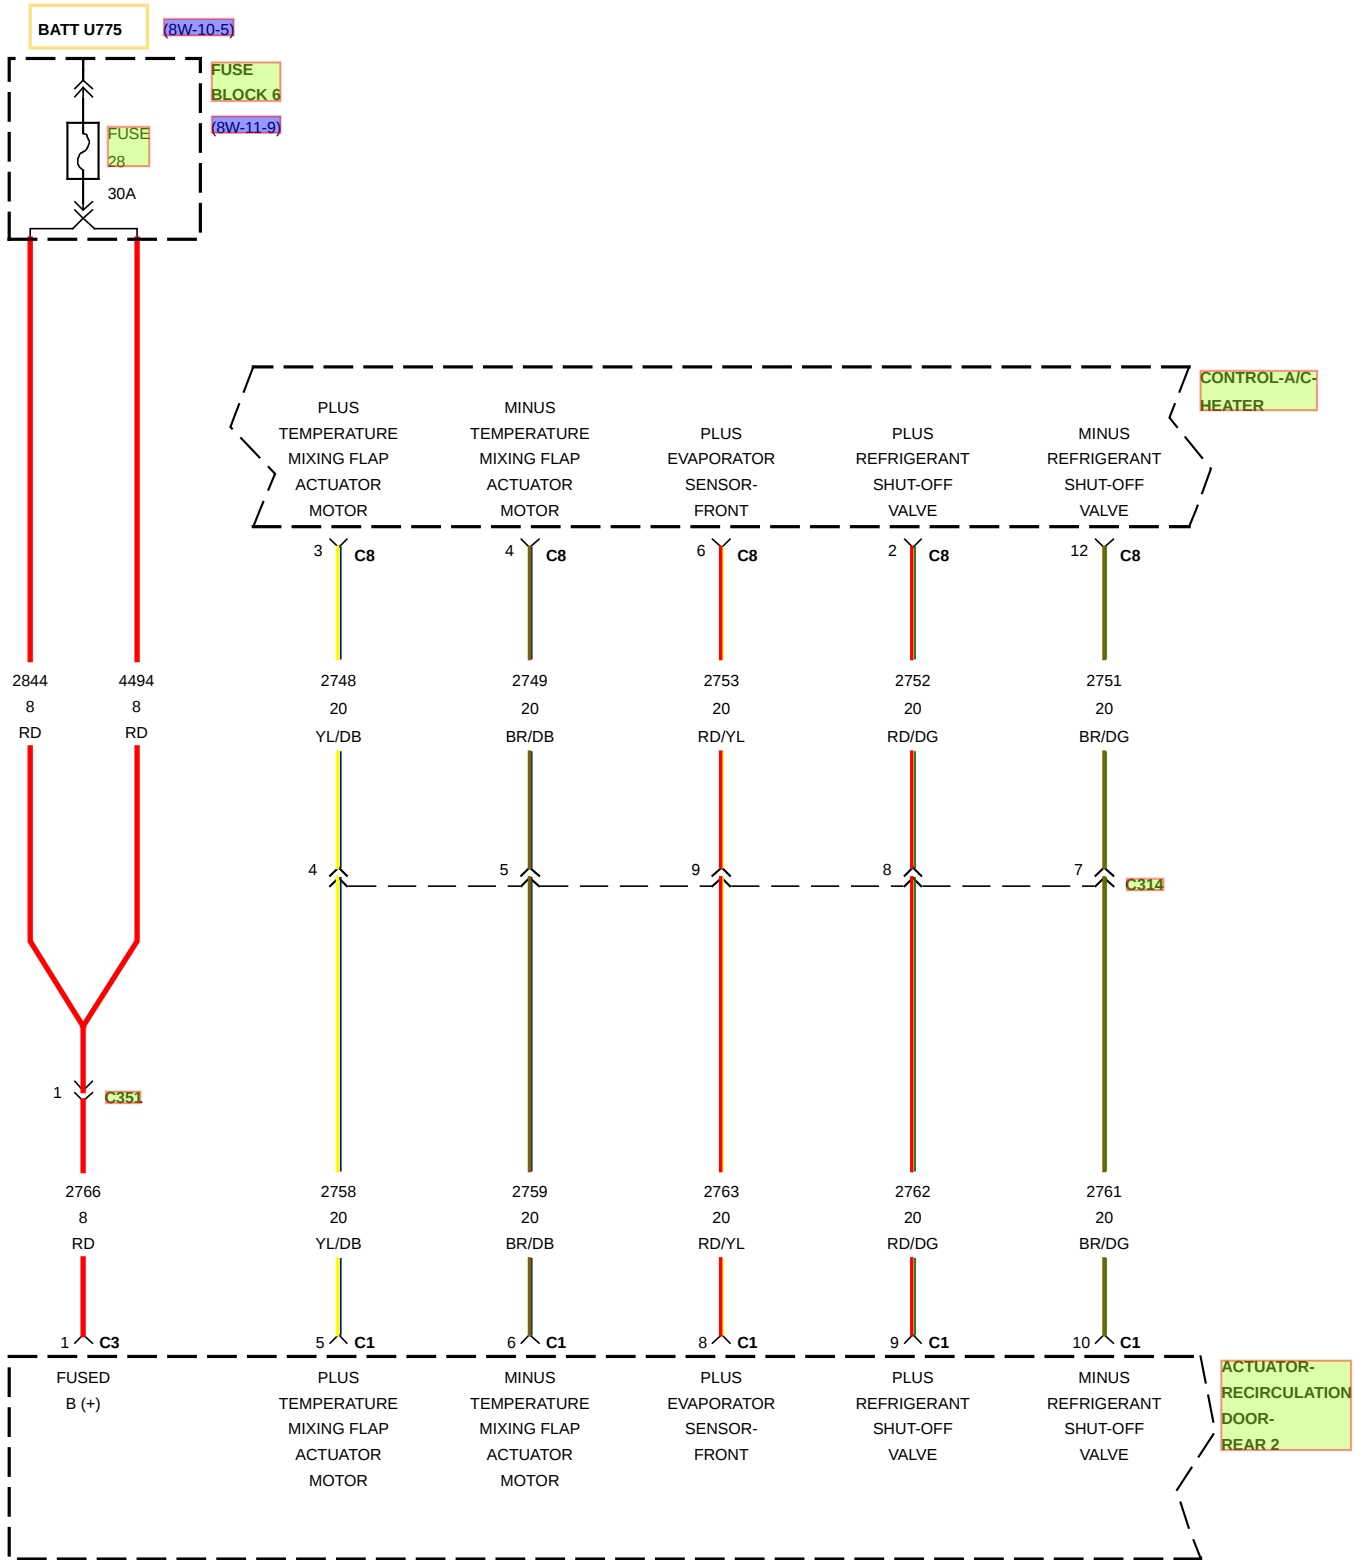 BATT U775 (8W-10-5)
FUSE
BLOCK 6
(8W-11-9)
FUSE
28
30A
CONTROL-A/C-
HEATER
PLUS
TEMPERATURE
MIXING FLAP
ACTUATOR
MOTOR
MINUS
TEMPERATURE
MIXING FLAP
ACTUATOR
MOTOR
PLUS
EVAPORATOR
SENSOR-
FRONT
PLUS
REFRIGERANT
SHUT-OFF
VALVE
MINUS
REFRIGERANT
SHUT-OFF
VALVE
3 C8 4 C8 6 C8 2 C8 12 C8
2844
8
RD
4494
8
RD
2748
20
YL/DB
2749
20
BR/DB
2753
20
RD/YL
2752
20
RD/DG
2751
20
BR/DG
4 5 9 8 7 C314
1 C351
2766
8
RD
2758
20
YL/DB
2759
20
BR/DB
2763
20
RD/YL
2762
20
RD/DG
2761
20
BR/DG
1 C3 5 C1 6 C1 8 C1 9 C1 10 C1
FUSED
B (+)
PLUS
TEMPERATURE
MIXING FLAP
ACTUATOR
MOTOR
MINUS
TEMPERATURE
MIXING FLAP
ACTUATOR
MOTOR
PLUS
EVAPORATOR
SENSOR-
FRONT
PLUS
REFRIGERANT
SHUT-OFF
VALVE
MINUS
REFRIGERANT
SHUT-OFF
VALVE
ACTUATOR-
RECIRCULATION
DOOR-
REAR 2